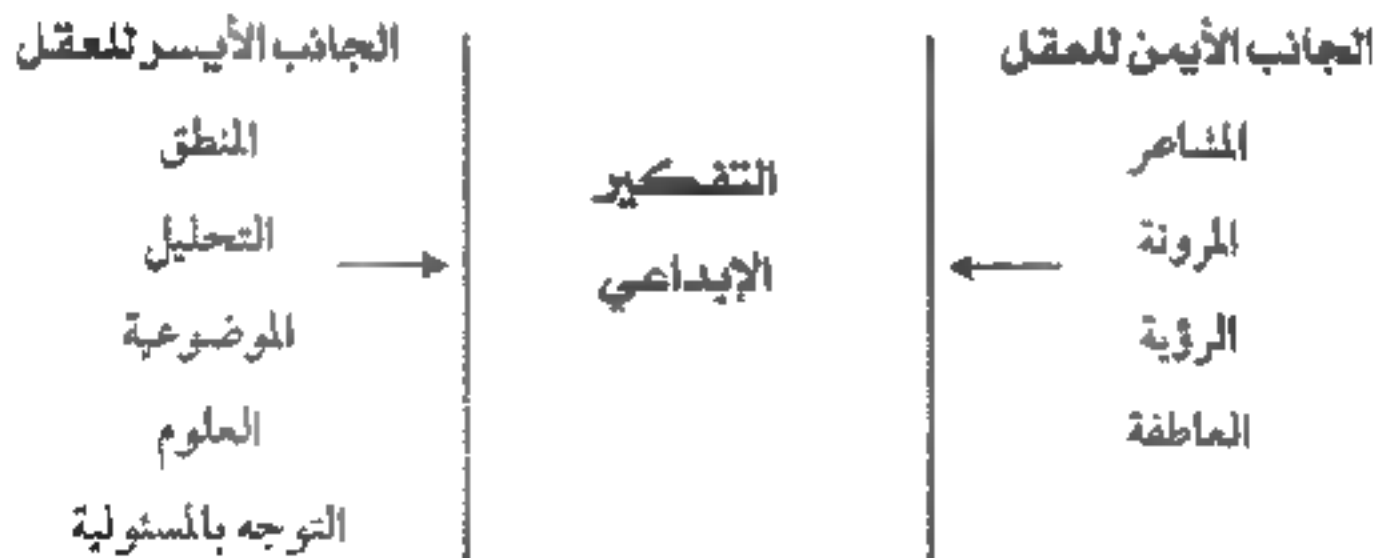 الجانب الأيمن للعقل
المشاعر
المرونة
الرؤية
العاطفة
التفكير
الإبداعي
الجانب الأيسر للعقل
المنطق
التحليل
الموضوعية
العلوم
التوجه بالمسئولية